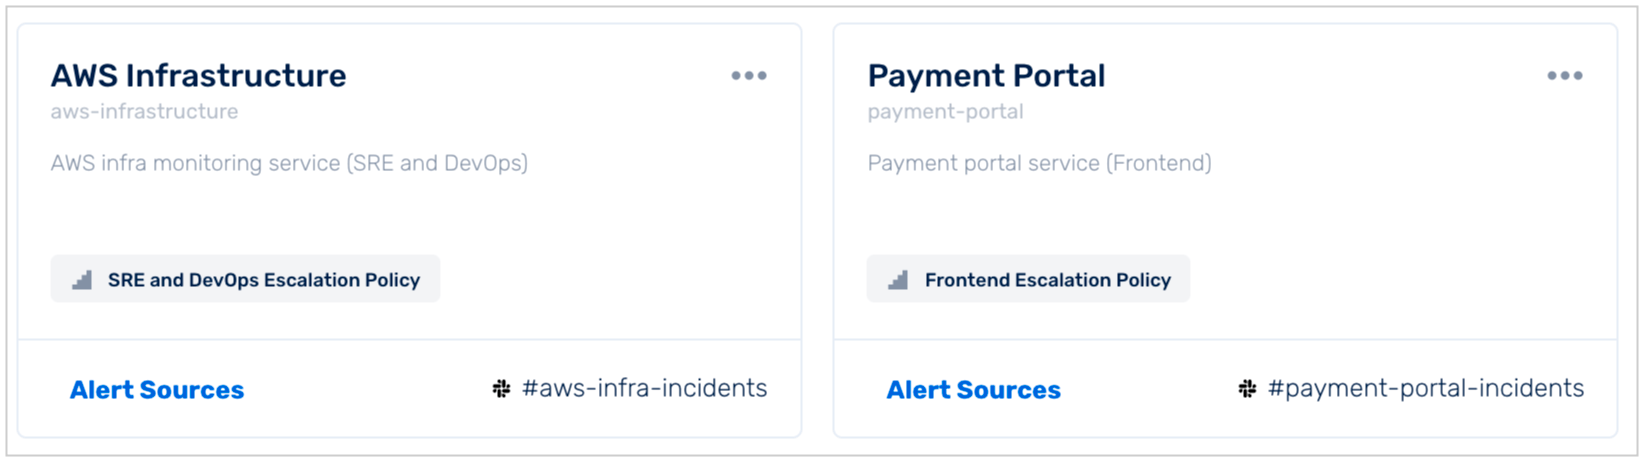 AWS Infrastructure
aws-infrastructure
AWS infra monitoring service (SRE and DevOps)
SRE and DevOps Escalation Policy
Alert Sources
#aws-infra-incidents
Payment Portal
payment-portal
Payment portal service (Frontend)
Frontend Escalation Policy
Alert Sources
#payment-portal-incidents